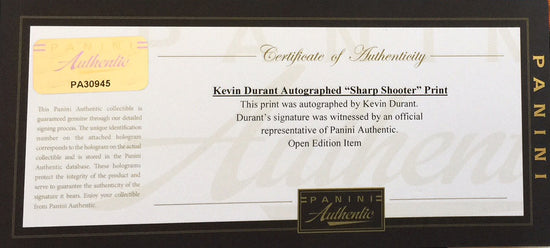 PANINI
Authentic
PA30945
This Panini Authentic collectible is
guaranteed genuine through our detailed
signing process. The unique identification
number on the attached hologram
corresponds to the hologram on the actual
collectible and is stored in the Panini
Authentic database. These holograms
protect the integrity of the product and
serve to guarantee the authenticity of the
signature it bears. Enjoy your collectible
from Panini Authentic.
PANINI
Certificate of Authenticity
Kevin Durant Autographed “Sharp Shooter” Print
This print was autographed by Kevin Durant.
Durant's signature was witnessed by an official
representative of Panini Authentic.
Open Edition Item
Authentic
PANINI
Authentic
PANINI